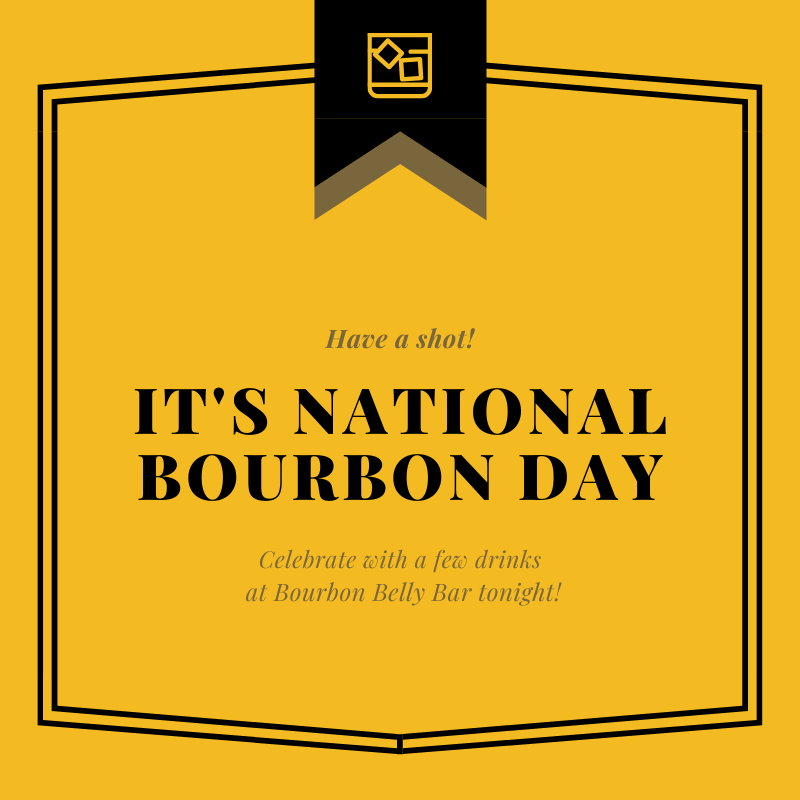 Have a shot!
IT'S NATIONAL
BOURBON DAY
Celebrate with a few drinks
at Bourbon Belly Bar tonight!